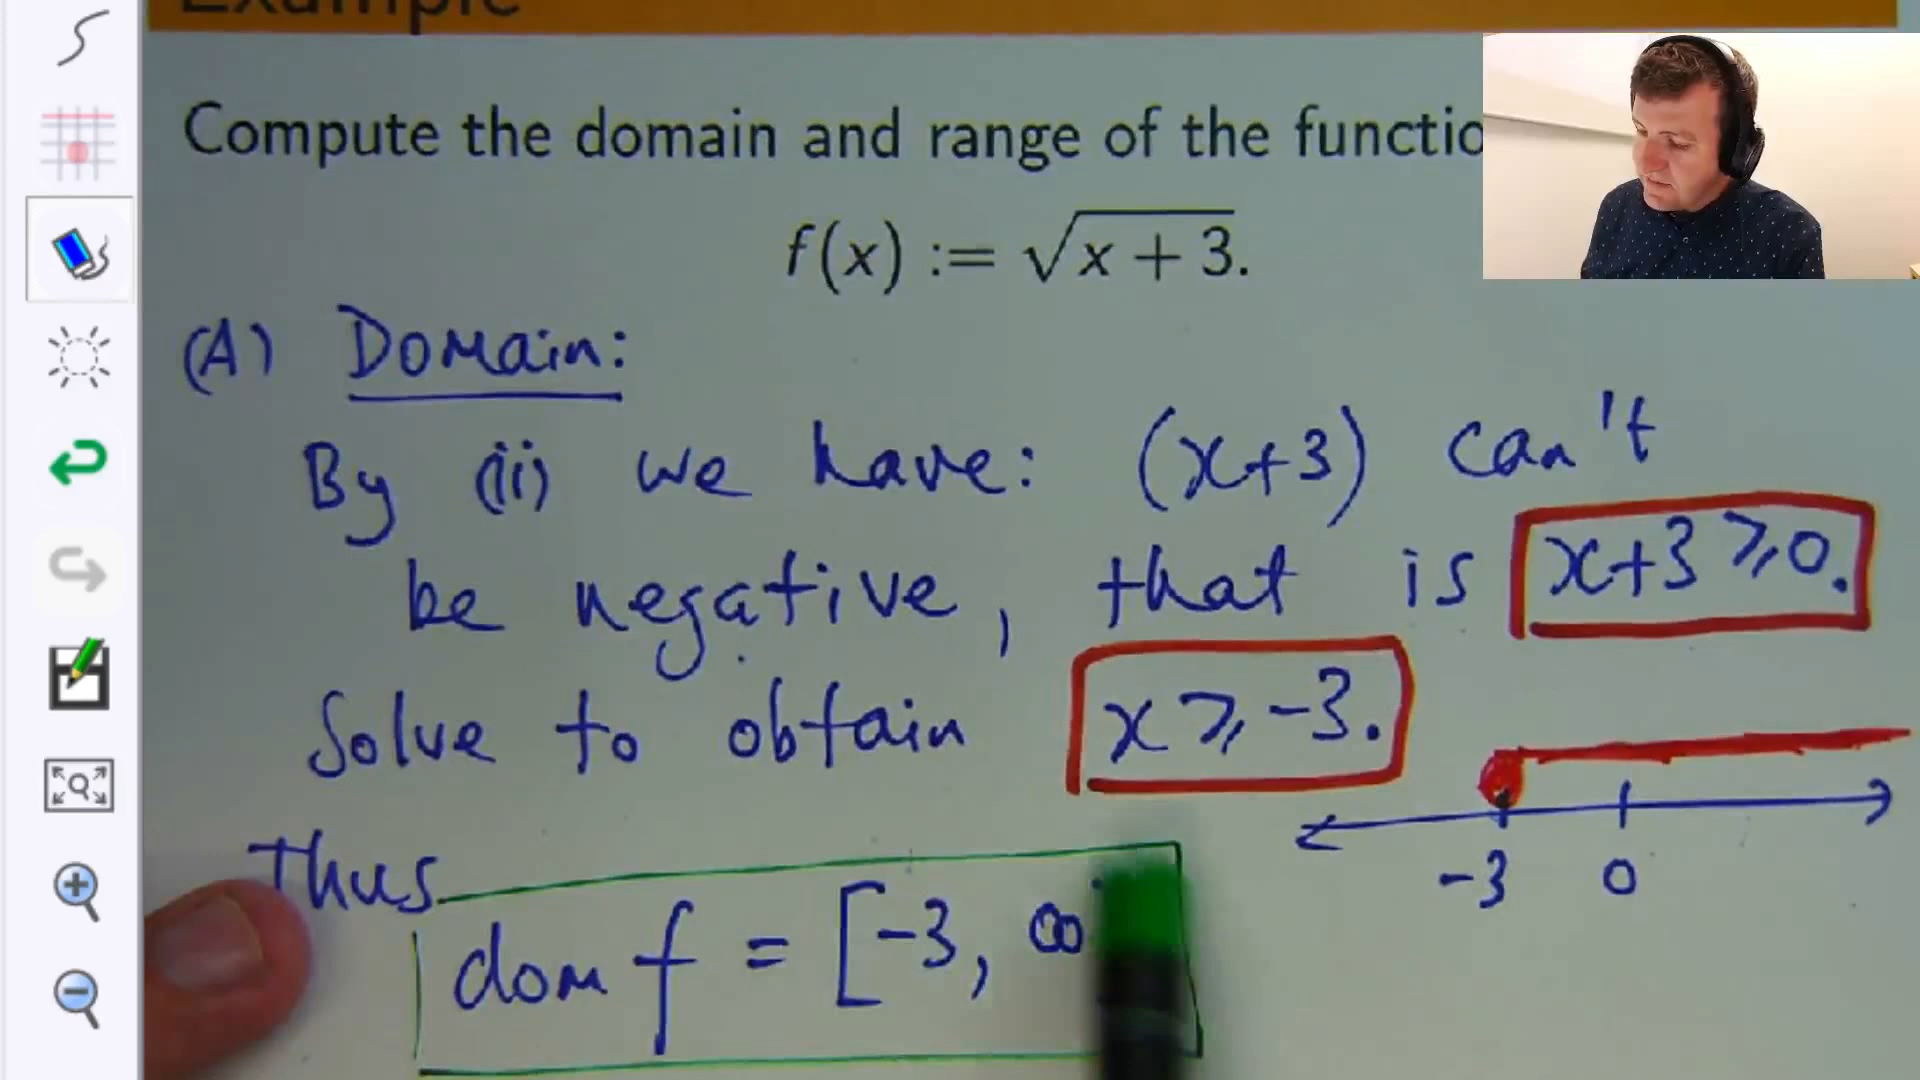 Example
Compute the domain and range of the functio
f(x) := √x + 3.
(A) Domain:
By (ii) we have: (x+3) can't
be negative, that is x+3 ⩾ 0.
Solve to obtain x ⩾ -3.
-3 0
Thus
dom f = [-3, ∞